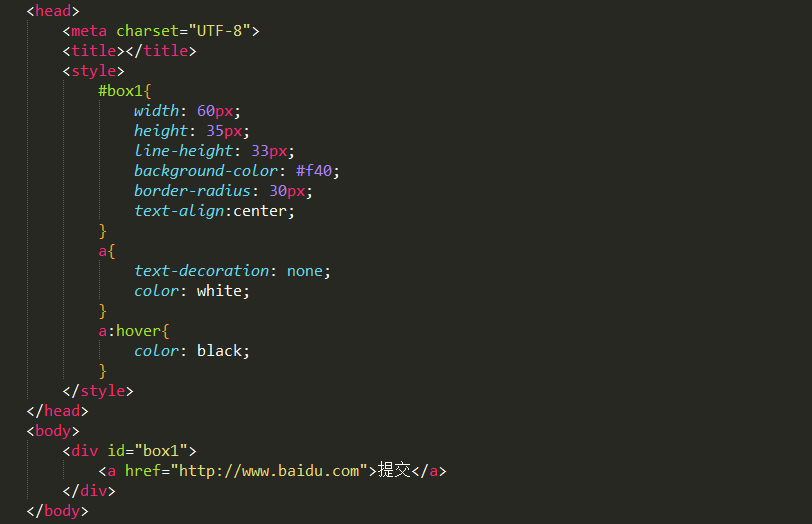 <head>
<meta charset="UTF-8">
<title></title>
<style>
#box1{
width: 60px;
height: 35px;
line-height: 33px;
background-color: #f40;
border-radius: 30px;
text-align:center;
}
a{
text-decoration: none;
color: white;
}
a:hover{
color: black;
}
</style>
</head>
<body>
<div id="box1">
<a href="http://www.baidu.com">提交</a>
</div>
</body>